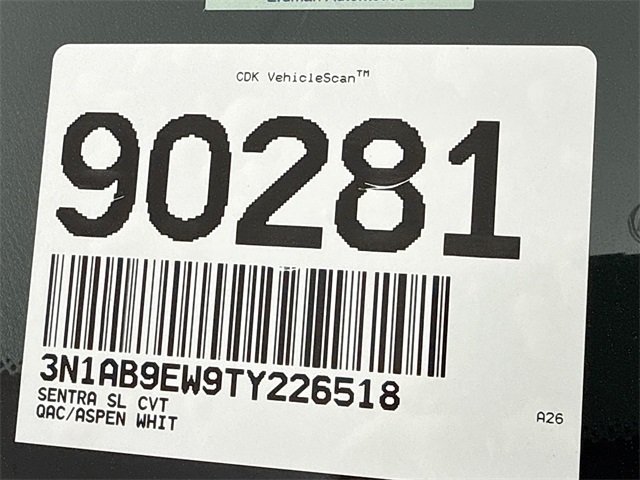 CDK VehicleScan™
90281
3N1AB9EW9TY226518
SENTRA SL CVT
QAC/ASPEN WHIT
A26